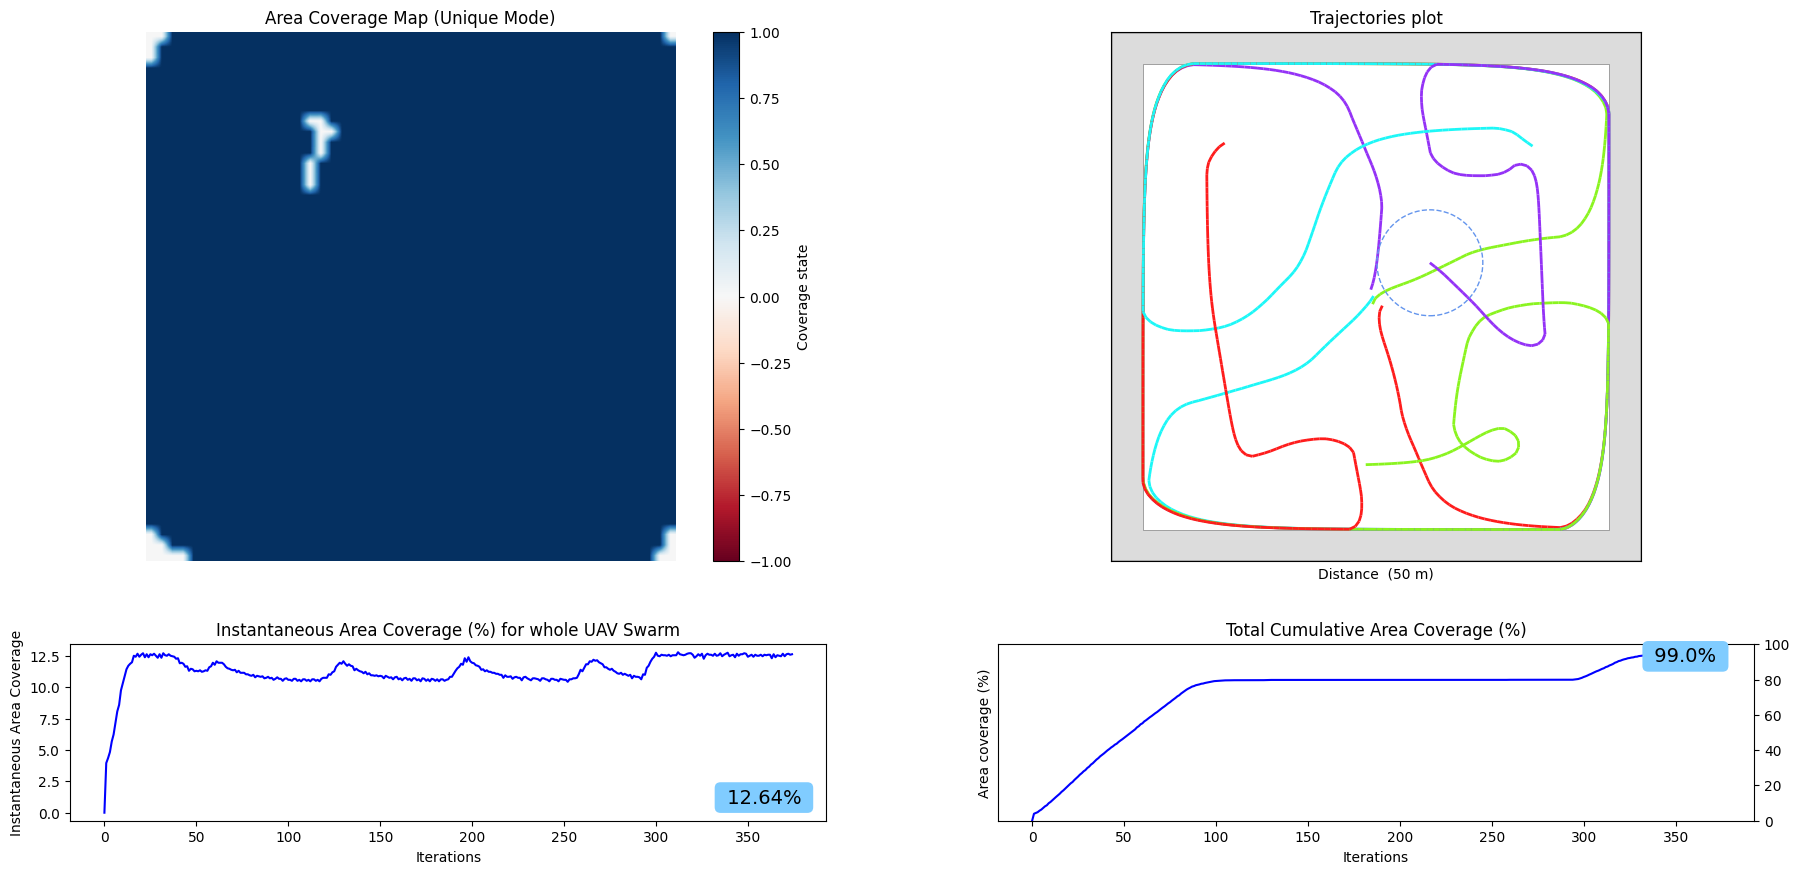 Area Coverage Map (Unique Mode)
1.00
0.75
0.50
0.25
0.00
−0.25
−0.50
−0.75
−1.00
Coverage state
Trajectories plot
Distance  (50 m)
Instantaneous Area Coverage (%) for whole UAV Swarm
Instantaneous Area Coverage
12.5
10.0
7.5
5.0
2.5
0.0
12.64%
0 50 100 150 200 250 300 350
Iterations
Total Cumulative Area Coverage (%)
Area coverage (%)
99.0%
100
80
60
40
20
0
0 50 100 150 200 250 300 350
Iterations